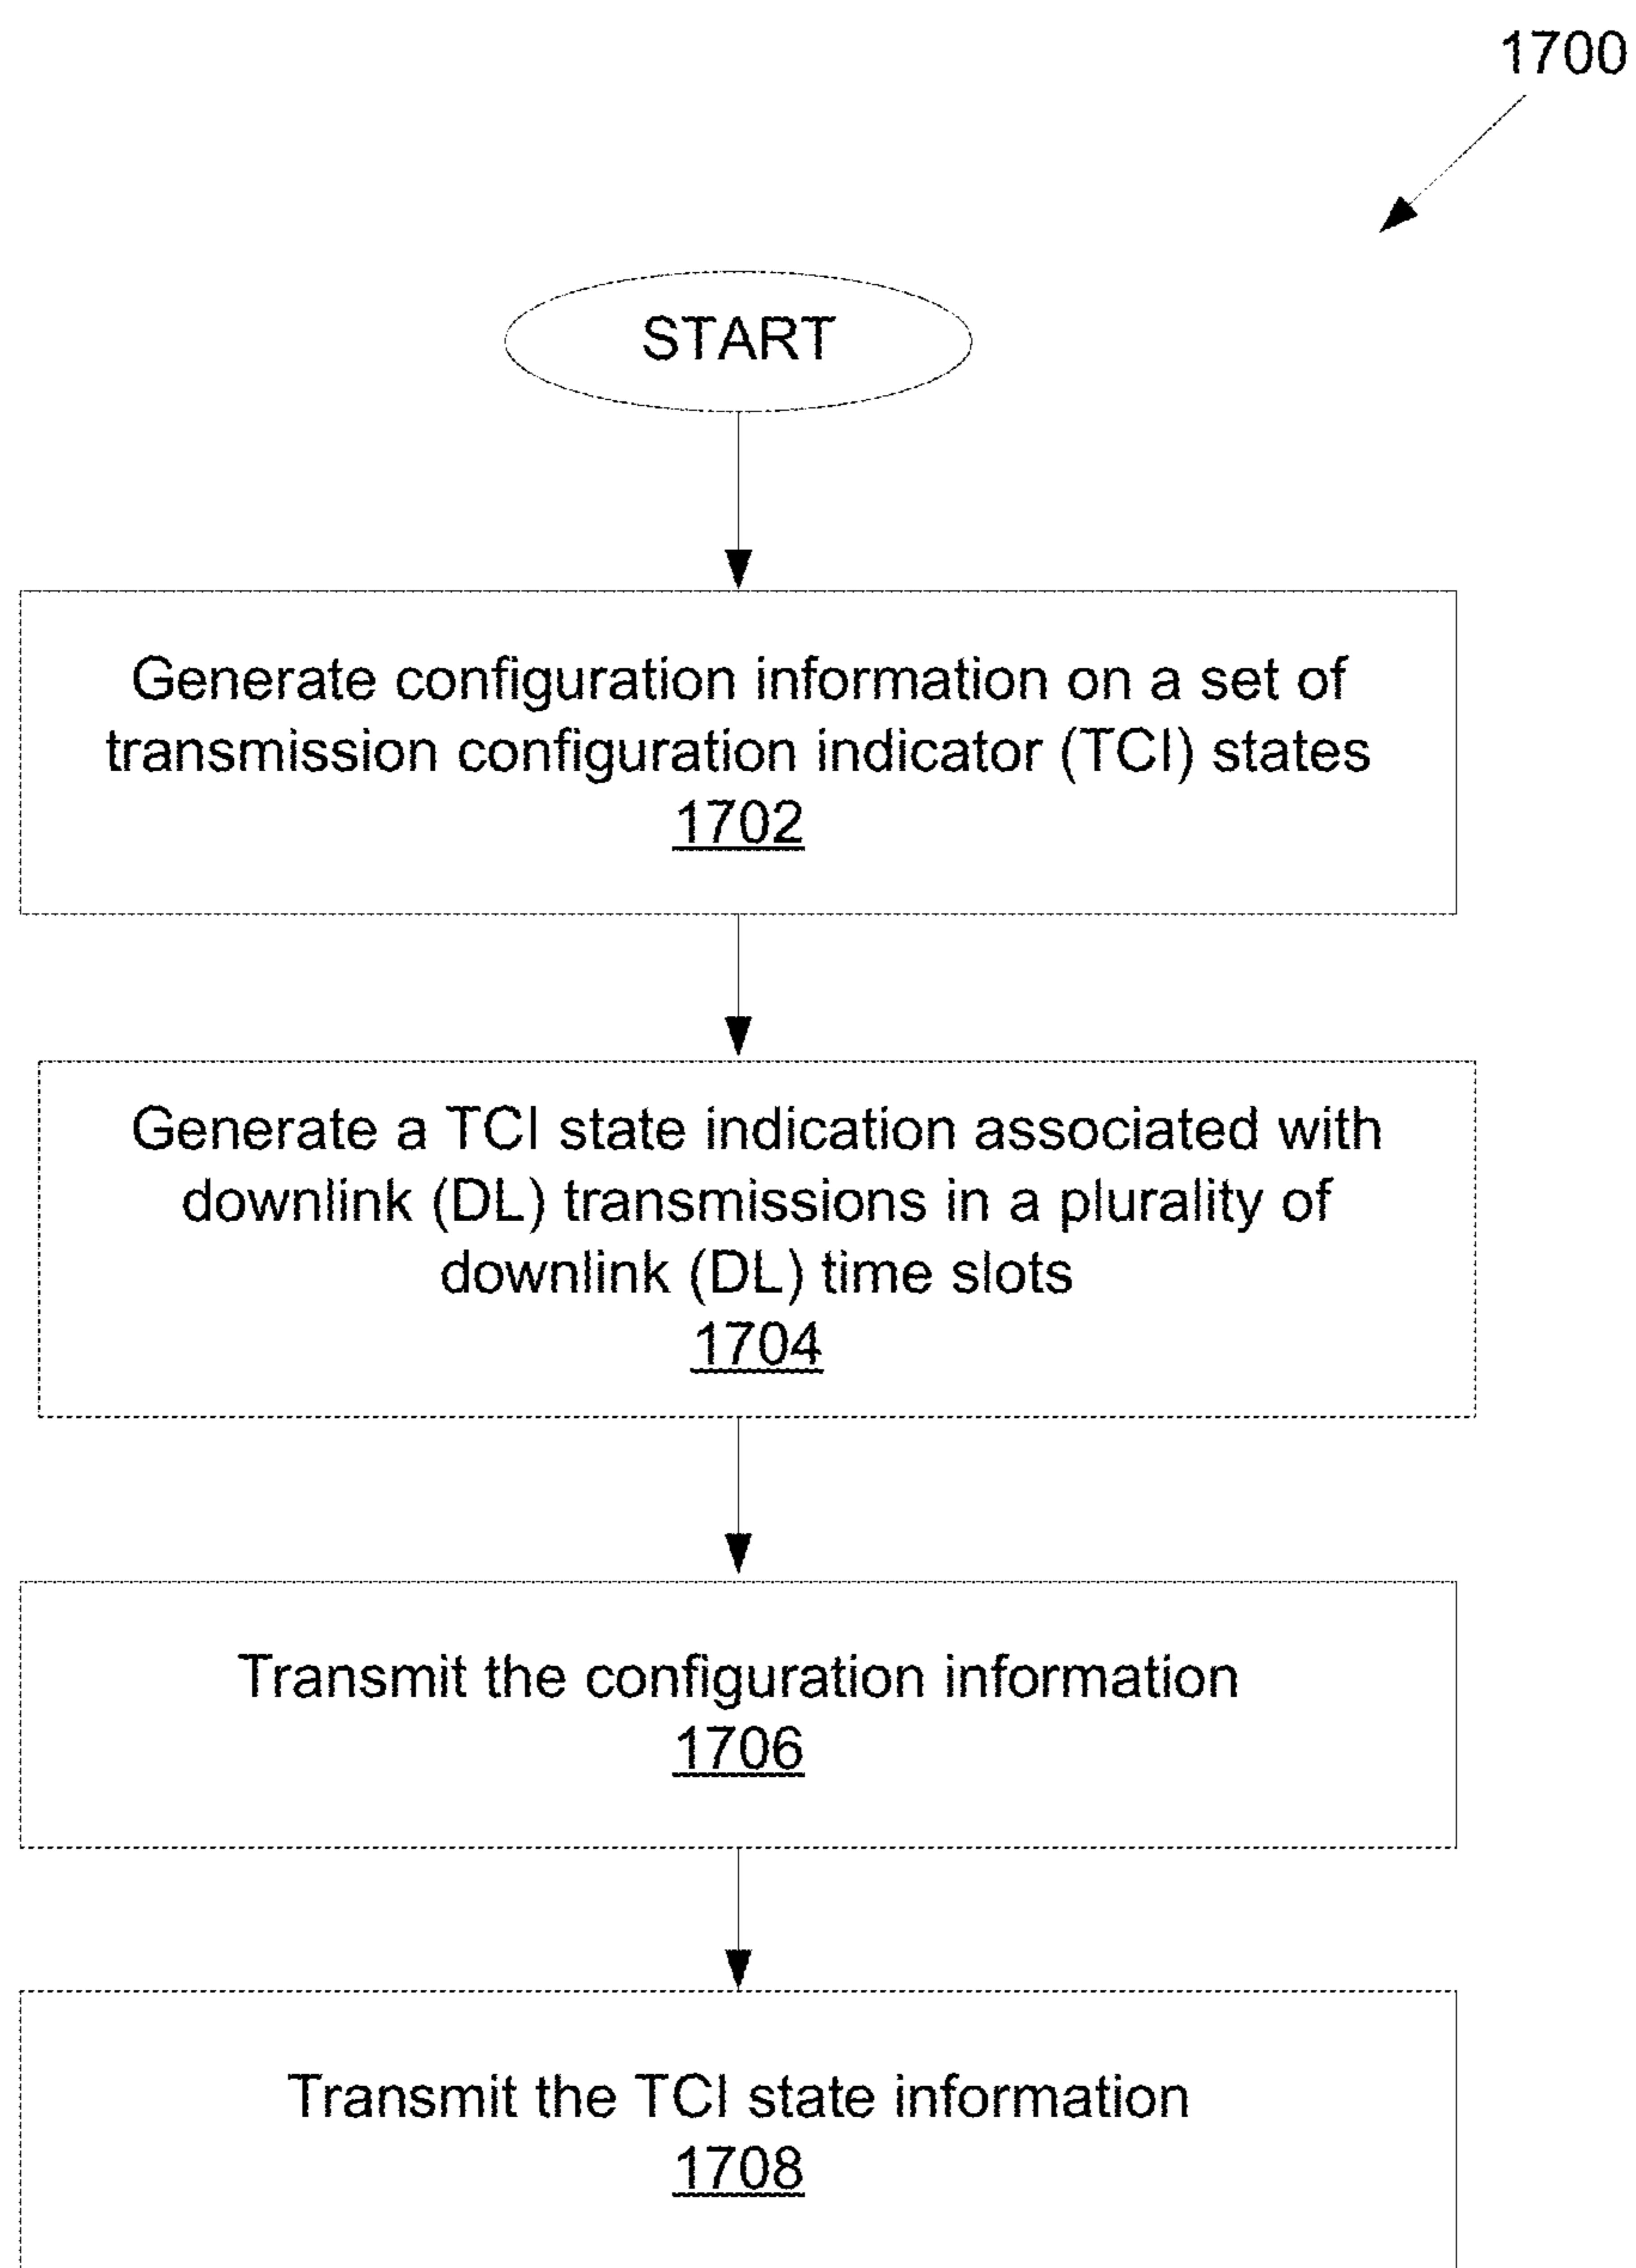 1700
START
Generate configuration information on a set of
transmission configuration indicator (TCI) states
1702
Generate a TCI state indication associated with
downlink (DL) transmissions in a plurality of
downlink (DL) time slots
1704
Transmit the configuration information
1706
Transmit the TCI state information
1708